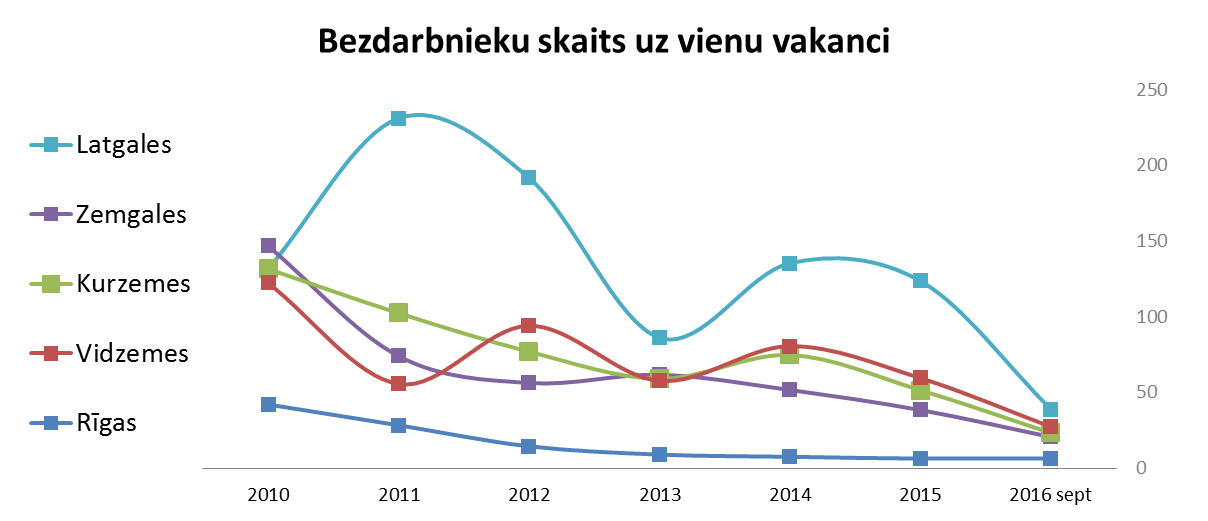 Bezdarbnieku skaits uz vienu vakanci
Latgales
Zemgales
Kurzemes
Vidzemes
Rīgas
250
200
150
100
50
0
2010 2011 2012 2013 2014 2015 2016 sept